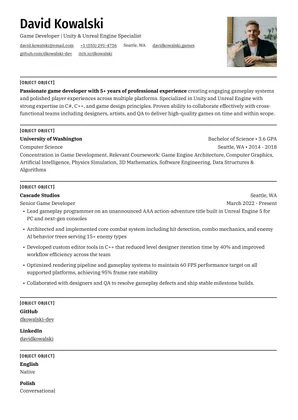 David Kowalski
Game Developer | Unity & Unreal Engine Specialist
david.kowalski@email.com +1 (555) 291-4756 Seattle, WA davidkowalski.games
github.com/dkowalski-dev itch.io/dkowalski
[OBJECT OBJECT]
Passionate game developer with 5+ years of professional experience creating engaging gameplay systems
and polished player experiences across multiple platforms. Specialized in Unity and Unreal Engine with
strong expertise in C#, C++, and game design principles. Proven ability to collaborate effectively with cross-
functional teams including designers, artists, and QA to deliver high-quality games on time and within scope.
[OBJECT OBJECT]
University of Washington Bachelor of Science • 3.6 GPA
Computer Science Seattle, WA • 2014 - 2018
Concentration in Game Development. Relevant Coursework: Game Engine Architecture, Computer Graphics,
Artificial Intelligence, Physics Simulation, 3D Mathematics, Software Engineering, Data Structures &
Algorithms
[OBJECT OBJECT]
Cascade Studios Seattle, WA
Senior Game Developer March 2022 - Present
• Lead gameplay programmer on an unannounced AAA action-adventure title built in Unreal Engine 5 for
PC and next-gen consoles
• Architected and implemented core combat system including hit detection, combo mechanics, and enemy
AI behavior trees serving 15+ enemy types
• Developed custom editor tools in C++ that reduced level designer iteration time by 40% and improved
workflow efficiency across the team
• Optimized rendering pipeline and gameplay systems to maintain 60 FPS performance target on all
supported platforms, achieving 95% frame rate stability
• Collaborated with designers and QA to resolve gameplay defects and ship stable milestone builds.
[OBJECT OBJECT]
GitHub
dkowalski-dev
LinkedIn
davidkowalski
[OBJECT OBJECT]
English
Native
Polish
Conversational